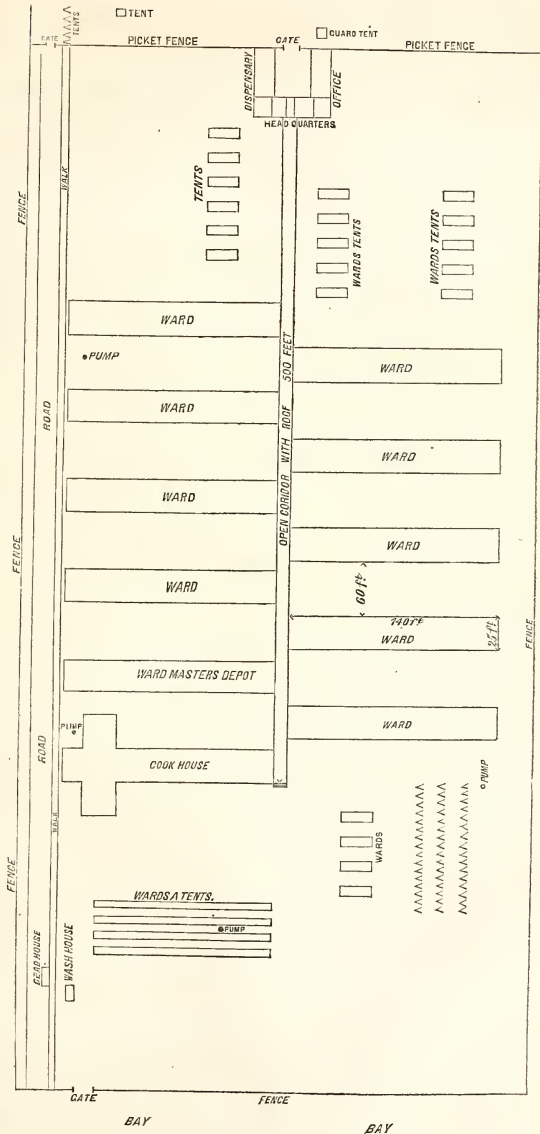 TENTS
TENT
GUARD TENT
GATE
PICKET FENCE
GATE
PICKET FENCE
DISPENSARY
OFFICE
HEAD QUARTERS
WALK
TENTS
FENCE
WARDS TENTS
WARDS TENTS
WARD
PUMP
OPEN CORIDOR WITH ROOF 500 FEET
WARD
ROAD
WARD
WARD
WARD
FENCE
WARD
60 ft
WARD
140 ft
25 ft
WARD
FENCE
WARD MASTERS DEPOT
PUMP
WARD
ROAD
COOK HOUSE
PUMP
WALK
WARDS
FENCE
WARDS A TENTS.
PUMP
DEAD HOUSE
WASH HOUSE
GATE
FENCE
BAY
BAY